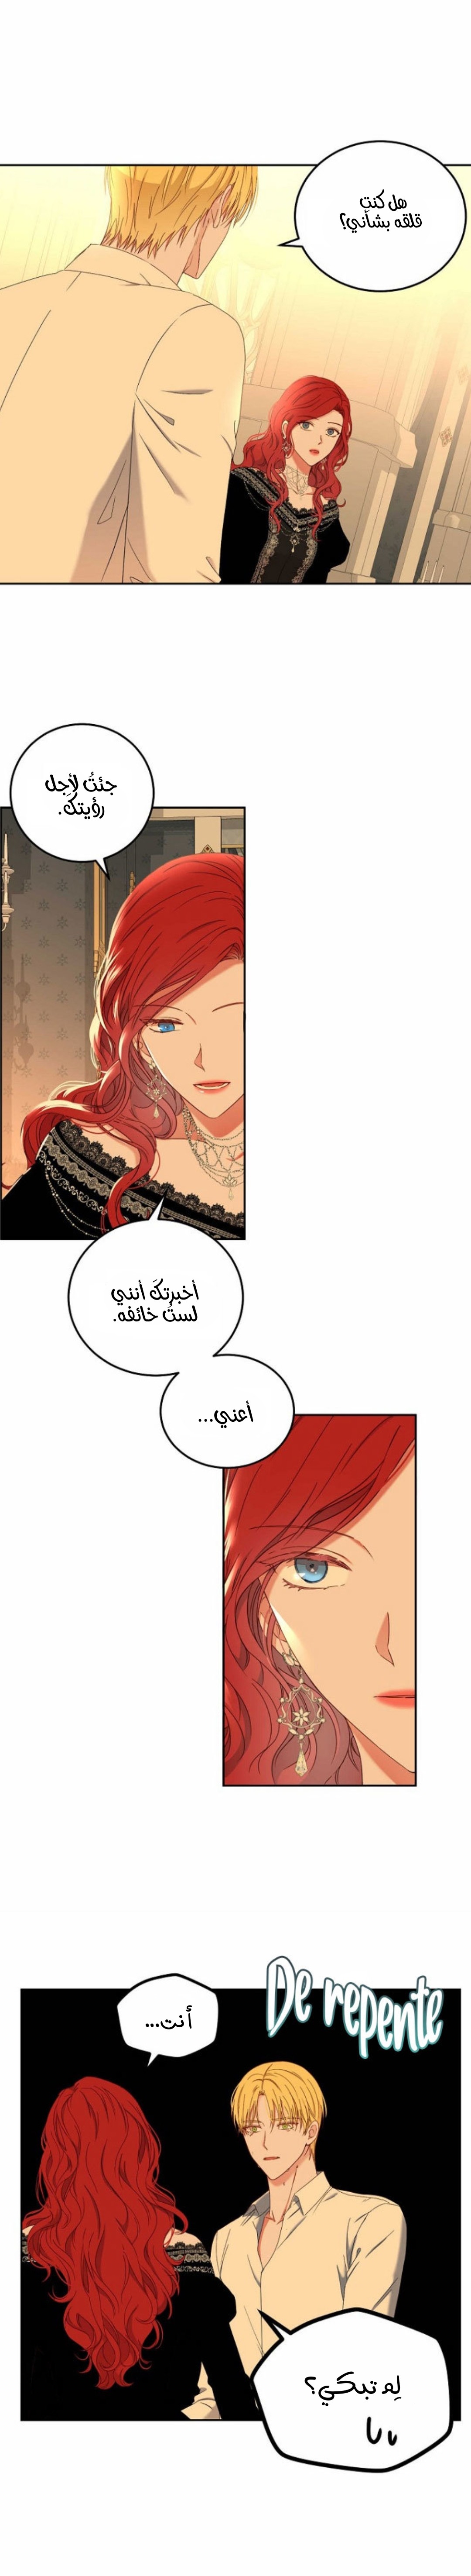 هل كنتِ
قلقه بشأني؟
جئتُ لأجل
رؤيتكَ.
أخبرتكَ أنني
لستُ خائفه.
أعني...
De repente
أنت...
لِمَ تبكي؟